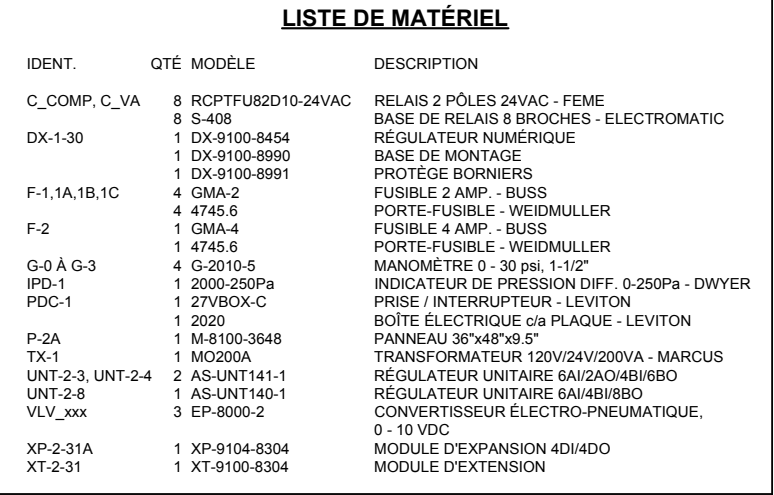 LISTE DE MATÉRIEL
IDENT. QTÉ MODÈLE DESCRIPTION
C_COMP, C_VA 8 RCPTFU82D10-24VAC RELAIS 2 PÔLES 24VAC - FEME
8 S-408 BASE DE RELAIS 8 BROCHES - ELECTROMATIC
DX-1-30 1 DX-9100-8454 RÉGULATEUR NUMÉRIQUE
1 DX-9100-8990 BASE DE MONTAGE
1 DX-9100-8991 PROTÈGE BORNIERS
F-1,1A,1B,1C 4 GMA-2 FUSIBLE 2 AMP. - BUSS
4 4745.6 PORTE-FUSIBLE - WEIDMULLER
F-2 1 GMA-4 FUSIBLE 4 AMP. - BUSS
1 4745.6 PORTE-FUSIBLE - WEIDMULLER
G-0 À G-3 4 G-2010-5 MANOMÈTRE 0 - 30 psi, 1-1/2"
IPD-1 1 2000-250Pa INDICATEUR DE PRESSION DIFF. 0-250Pa - DWYER
PDC-1 1 27VBOX-C PRISE / INTERRUPTEUR - LEVITON
1 2020 BOÎTE ÉLECTRIQUE c/a PLAQUE - LEVITON
P-2A 1 M-8100-3648 PANNEAU 36"x48"x9.5"
TX-1 1 MO200A TRANSFORMATEUR 120V/24V/200VA - MARCUS
UNT-2-3, UNT-2-4 2 AS-UNT141-1 RÉGULATEUR UNITAIRE 6AI/2AO/4BI/6BO
UNT-2-8 1 AS-UNT140-1 RÉGULATEUR UNITAIRE 6AI/4BI/8BO
VLV_xxx 3 EP-8000-2 CONVERTISSEUR ÉLECTRO-PNEUMATIQUE,
0 - 10 VDC
XP-2-31A 1 XP-9104-8304 MODULE D'EXPANSION 4DI/4DO
XT-2-31 1 XT-9100-8304 MODULE D'EXTENSION